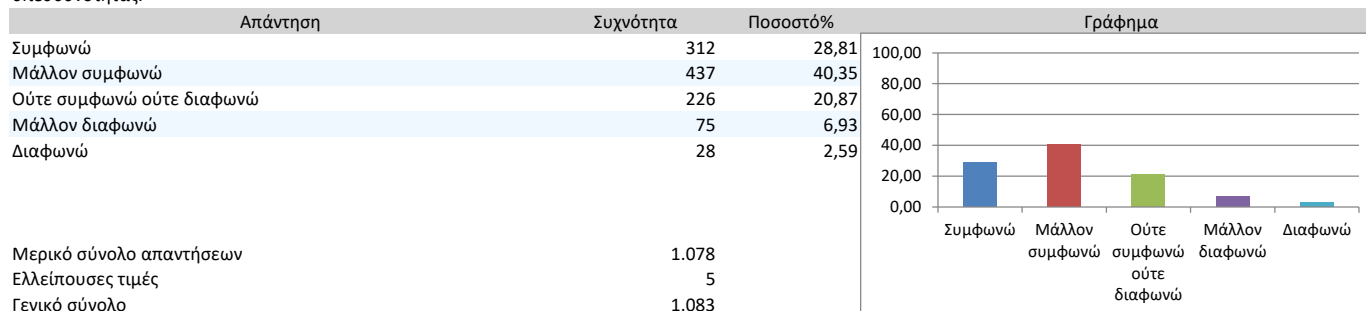 Απάντηση Συχνότητα Ποσοστό% Γράφημα
Συμφωνώ 312 28,81
Μάλλον συμφωνώ 437 40,35
Ούτε συμφωνώ ούτε διαφωνώ 226 20,87
Μάλλον διαφωνώ 75 6,93
Διαφωνώ 28 2,59
Μερικό σύνολο απαντήσεων 1.078
Ελλείπουσες τιμές 5
Γενικό σύνολο 1.083
100,00
80,00
60,00
40,00
20,00
0,00
Συμφωνώ Μάλλον Ούτε Μάλλον Διαφωνώ
συμφωνώ συμφωνώ διαφωνώ
ούτε
διαφωνώ